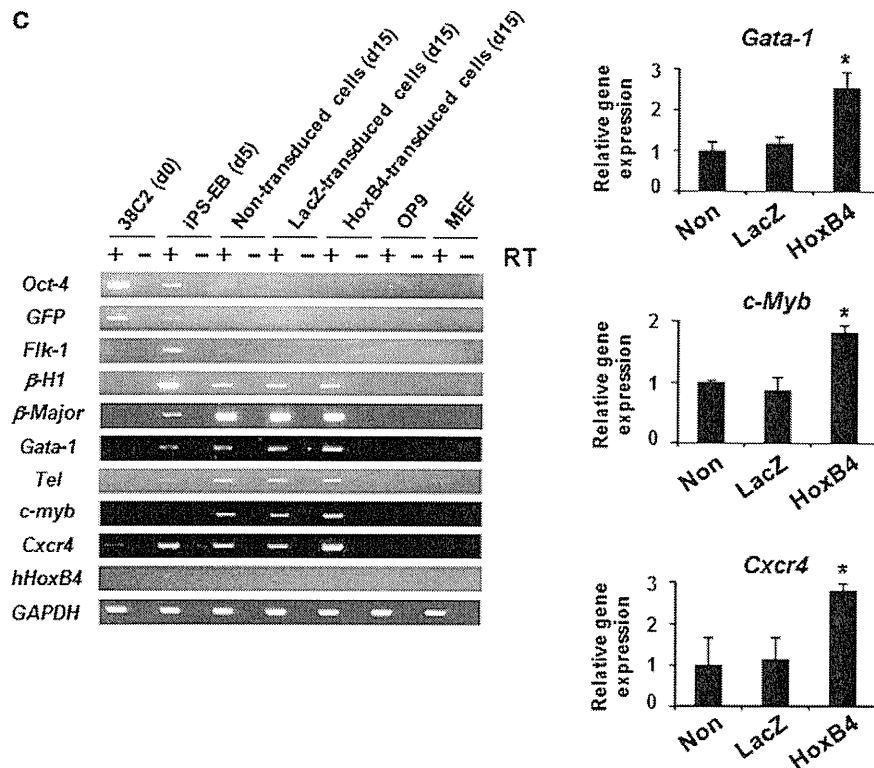 C
38C2 (d0)
iPS-EB (d5)
Non-transduced cells (d15)
LacZ-transduced cells (d15)
HoxB4-transduced cells (d15)
OP9
MEF
+ − + − + − + − + − + − + − RT
Oct-4
GFP
Flk-1
β-H1
β-Major
Gata-1
Tel
c-myb
Cxcr4
hHoxB4
GAPDH
Gata-1
Relative gene
expression
3
2
1
0
*
Non
LacZ
HoxB4
c-Myb
Relative gene
expression
2
1
0
*
Non
LacZ
HoxB4
Cxcr4
Relative gene
expression
3
2
1
0
*
Non
LacZ
HoxB4